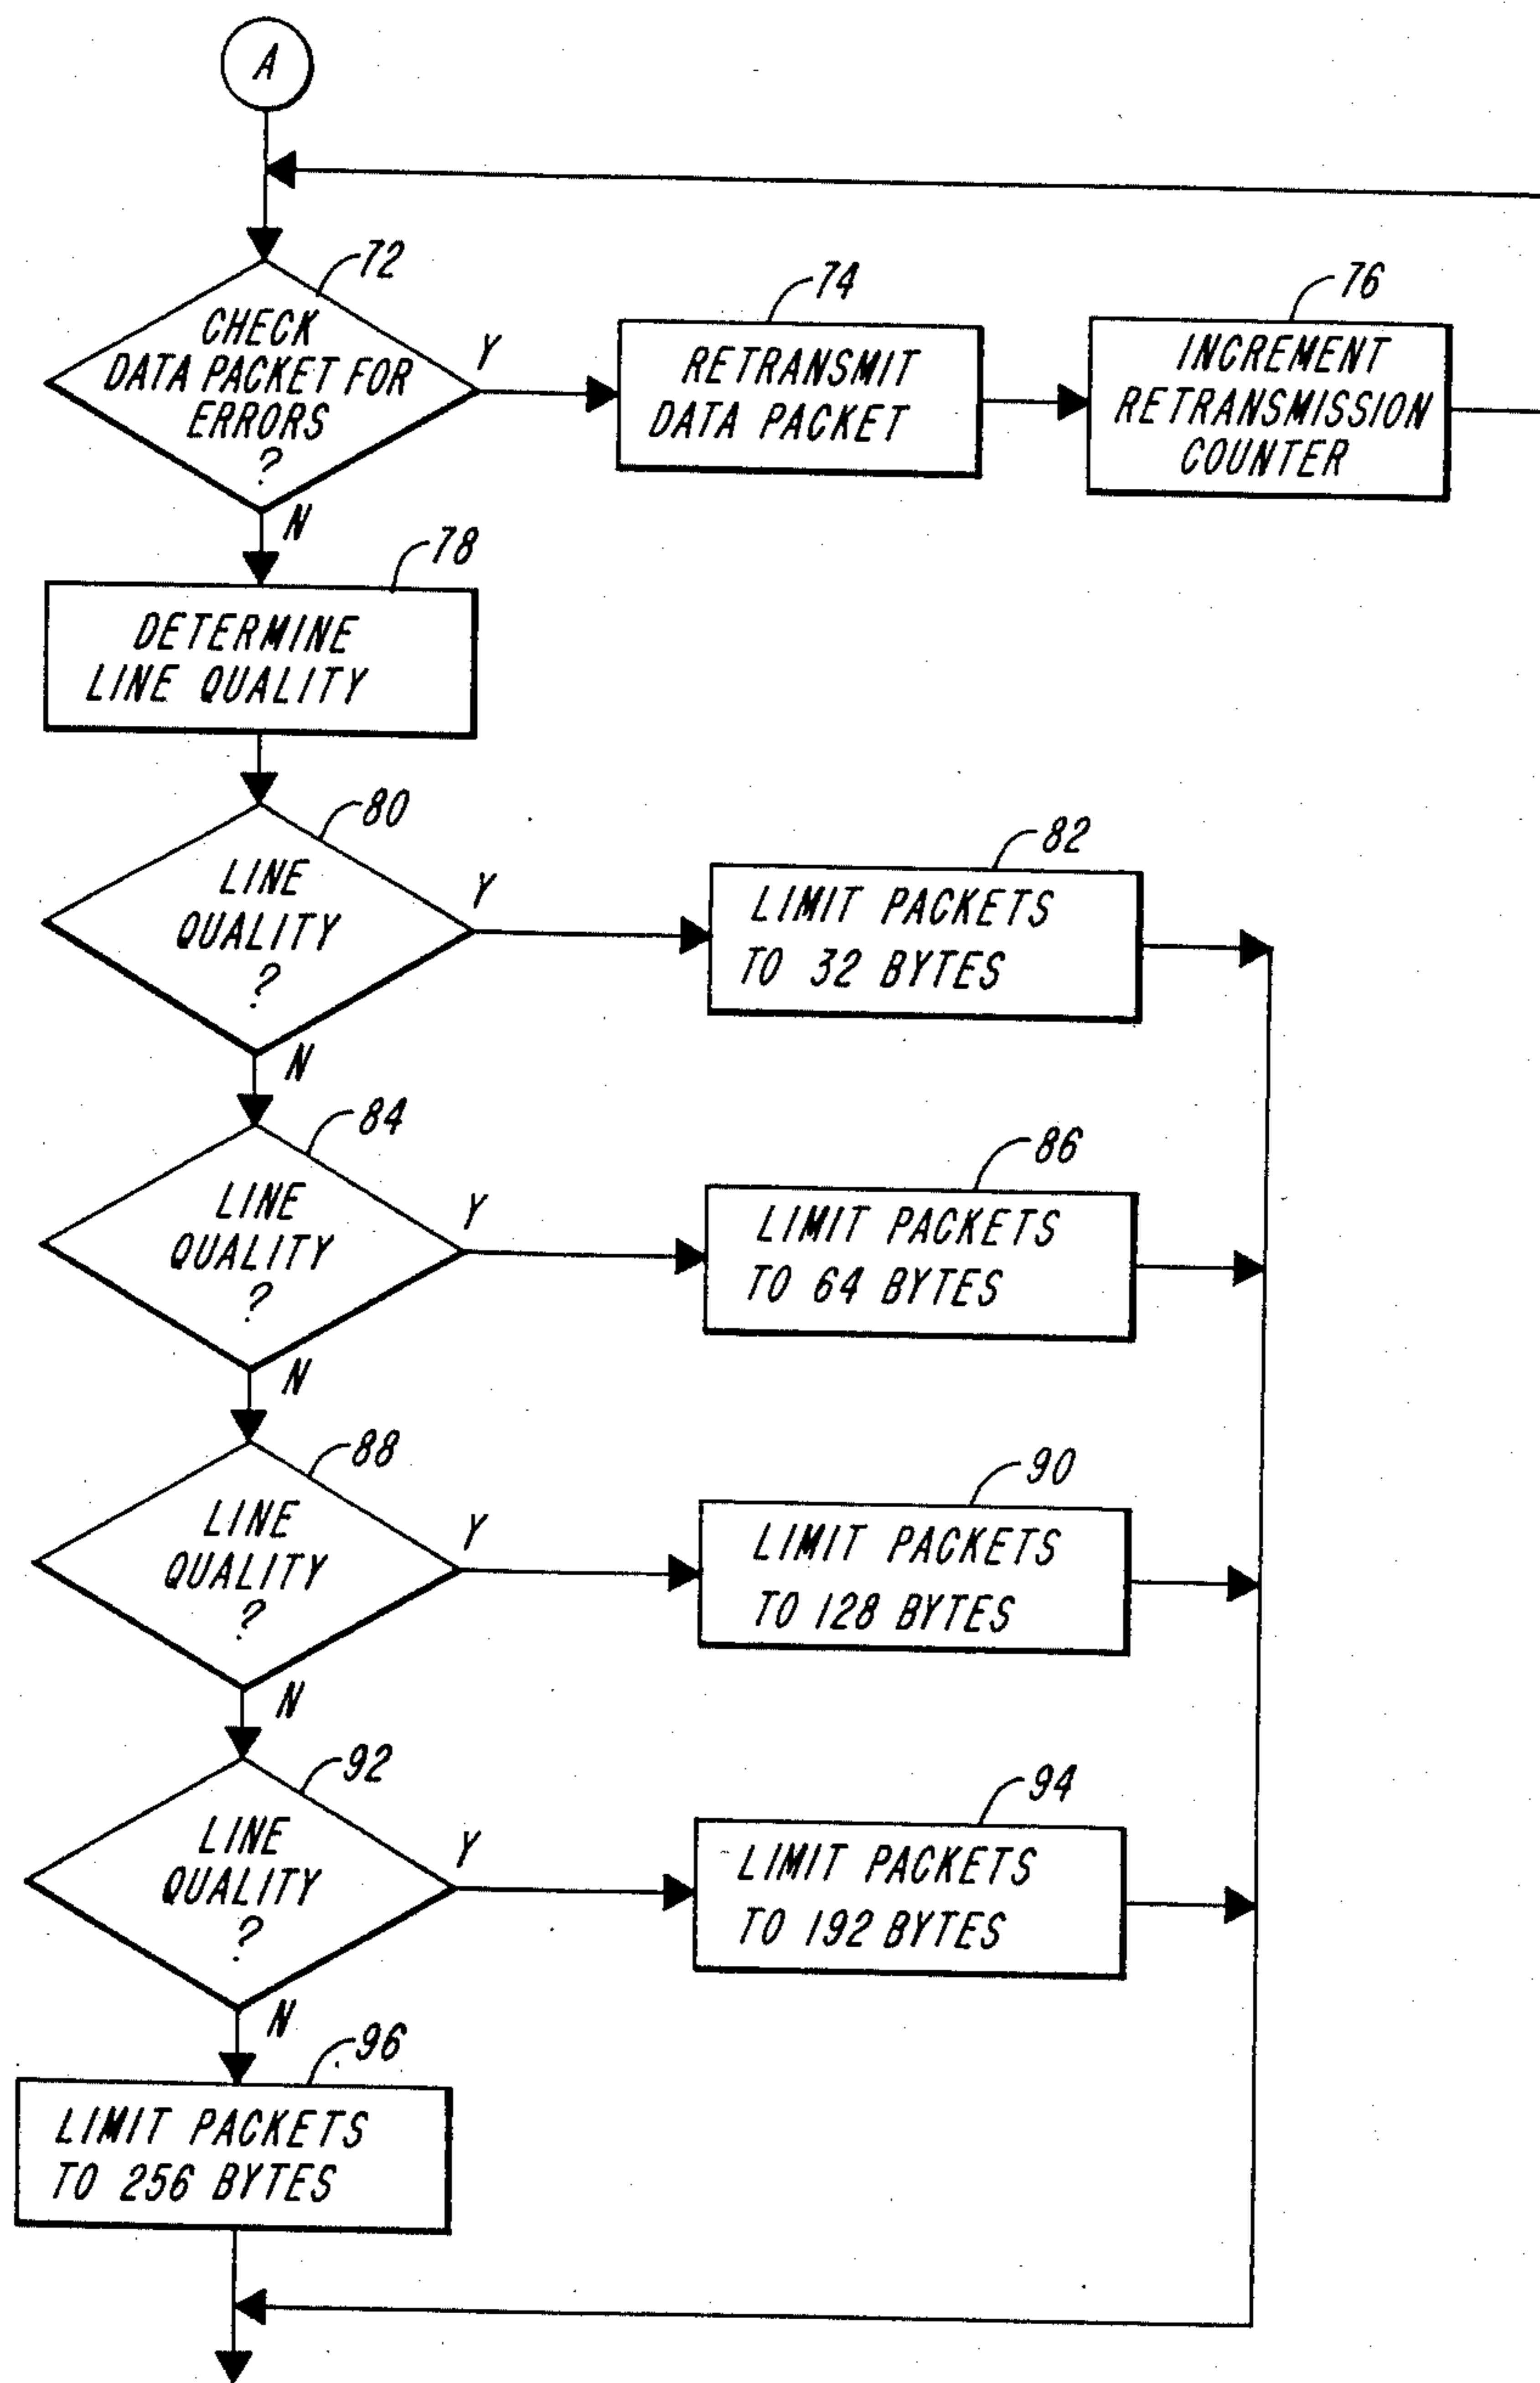 A
72
CHECK
DATA PACKET FOR
ERRORS
?
Y
N
74
RETRANSMIT
DATA PACKET
76
INCREMENT
RETRANSMISSION
COUNTER
78
DETERMINE
LINE QUALITY
80
LINE
QUALITY
?
Y
N
82
LIMIT PACKETS
TO 32 BYTES
84
LINE
QUALITY
?
Y
N
86
LIMIT PACKETS
TO 64 BYTES
88
LINE
QUALITY
?
Y
N
90
LIMIT PACKETS
TO 128 BYTES
92
LINE
QUALITY
?
Y
N
94
LIMIT PACKETS
TO 192 BYTES
96
LIMIT PACKETS
TO 256 BYTES